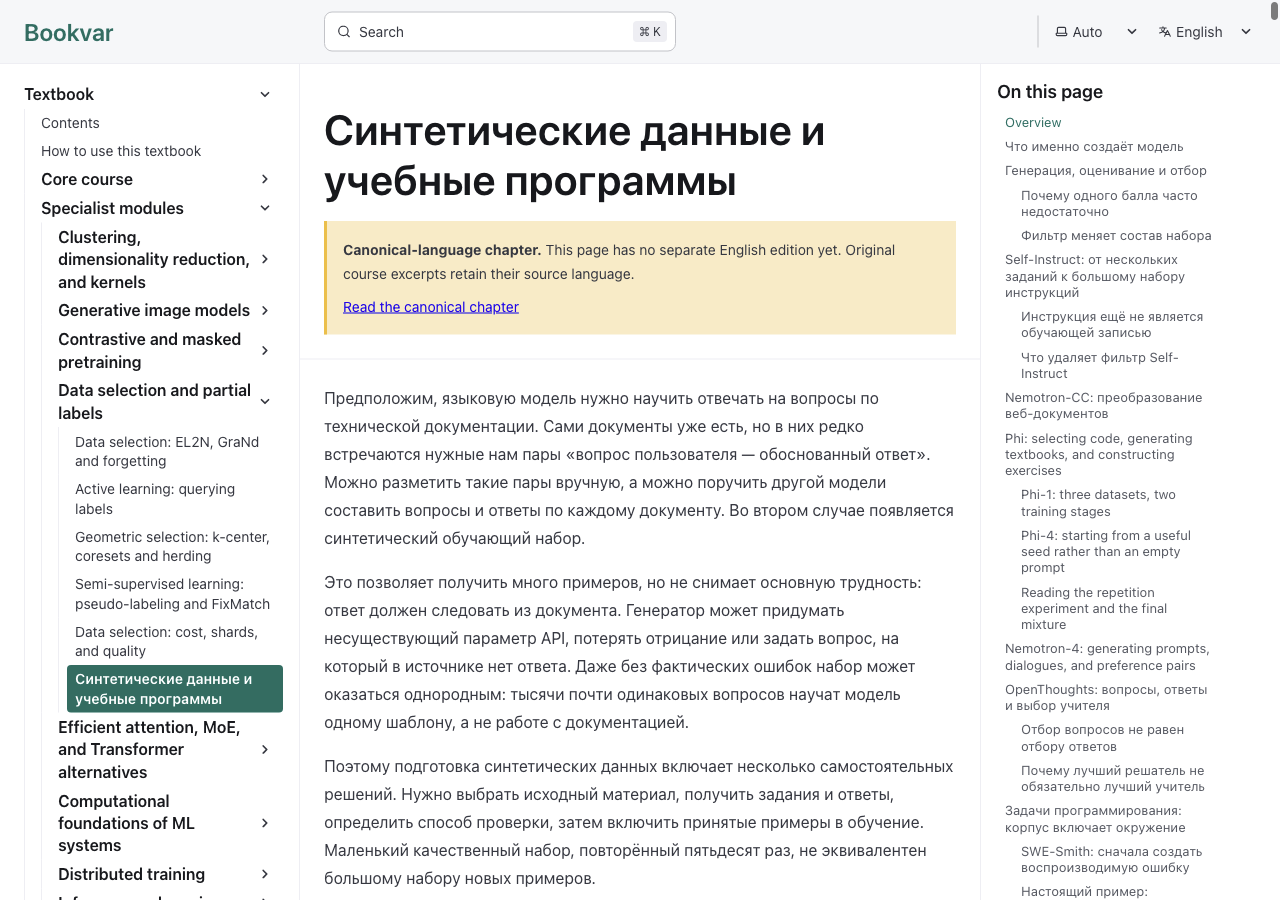 Bookvar
Search
⌘ K
Auto
English
Textbook
Contents
How to use this textbook
Core course
Specialist modules
Clustering,
dimensionality reduction,
and kernels
Generative image models
Contrastive and masked
pretraining
Data selection and partial
labels
Data selection: EL2N, GraNd
and forgetting
Active learning: querying
labels
Geometric selection: k-center,
coresets and herding
Semi-supervised learning:
pseudo-labeling and FixMatch
Data selection: cost, shards,
and quality
Синтетические данные и
учебные программы
Efficient attention, MoE,
and Transformer
alternatives
Computational
foundations of ML
systems
Distributed training
Синтетические данные и
учебные программы
Canonical-language chapter. This page has no separate English edition yet. Original
course excerpts retain their source language.
Read the canonical chapter
Предположим, языковую модель нужно научить отвечать на вопросы по
технической документации. Сами документы уже есть, но в них редко
встречаются нужные нам пары «вопрос пользователя — обоснованный ответ».
Можно разметить такие пары вручную, а можно поручить другой модели
составить вопросы и ответы по каждому документу. Во втором случае появляется
синтетический обучающий набор.
Это позволяет получить много примеров, но не снимает основную трудность:
ответ должен следовать из документа. Генератор может придумать
несуществующий параметр API, потерять отрицание или задать вопрос, на
который в источнике нет ответа. Даже без фактических ошибок набор может
оказаться однородным: тысячи почти одинаковых вопросов научат модель
одному шаблону, а не работе с документацией.
Поэтому подготовка синтетических данных включает несколько самостоятельных
решений. Нужно выбрать исходный материал, получить задания и ответы,
определить способ проверки, затем включить принятые примеры в обучение.
Маленький качественный набор, повторённый пятьдесят раз, не эквивалентен
большому набору новых примеров.
On this page
Overview
Что именно создаёт модель
Генерация, оценивание и отбор
Почему одного балла часто
недостаточно
Фильтр меняет состав набора
Self-Instruct: от нескольких
заданий к большому набору
инструкций
Инструкция ещё не является
обучающей записью
Что удаляет фильтр Self-
Instruct
Nemotron-CC: преобразование
веб-документов
Phi: selecting code, generating
textbooks, and constructing
exercises
Phi-1: three datasets, two
training stages
Phi-4: starting from a useful
seed rather than an empty
prompt
Reading the repetition
experiment and the final
mixture
Nemotron-4: generating prompts,
dialogues, and preference pairs
OpenThoughts: вопросы, ответы
и выбор учителя
Отбор вопросов не равен
отбору ответов
Почему лучший решатель не
обязательно лучший учитель
Задачи программирования:
корпус включает окружение
SWE-Smith: сначала создать
воспроизводимую ошибку
Настоящий пример: